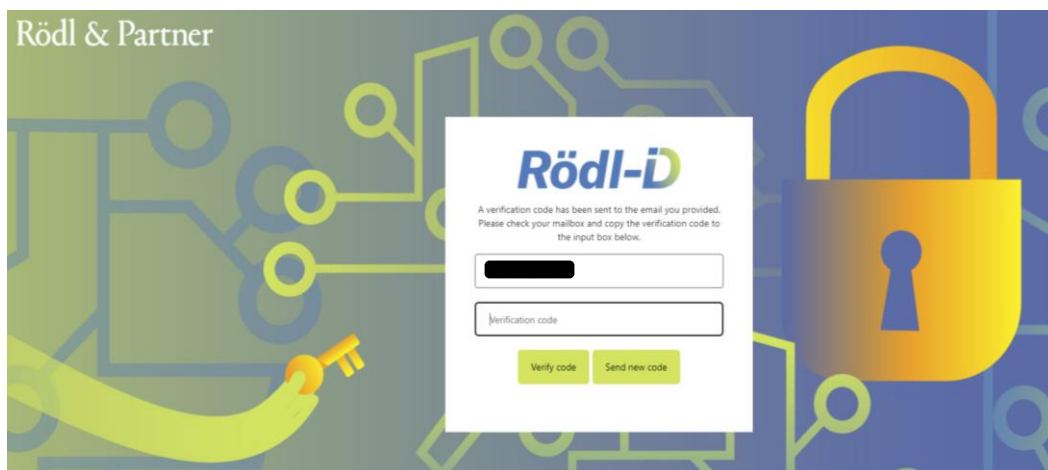 Rödl & Partner
Rödl-iD
A verification code has been sent to the email you provided.
Please check your mailbox and copy the verification code to
the input box below.
Verification code
Verify code
Send new code